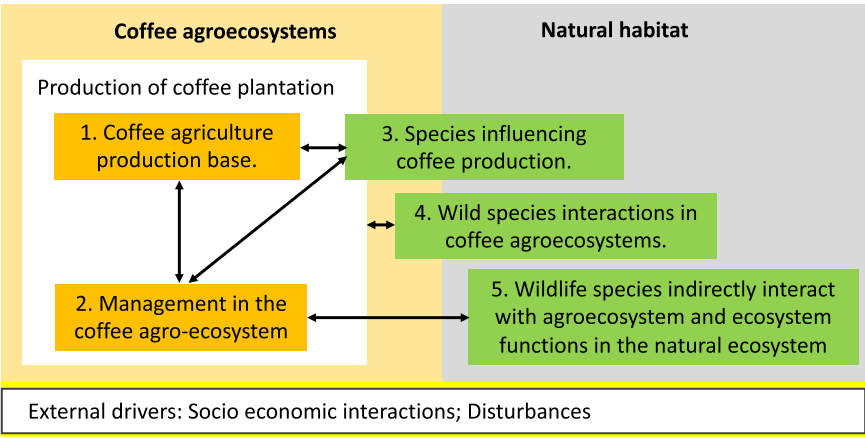 Coffee agroecosystems
Natural habitat
Production of coffee plantation
1. Coffee agriculture
production base.
3. Species influencing
coffee production.
4. Wild species interactions in
coffee agroecosystems.
2. Management in the
coffee agro-ecosystem
5. Wildlife species indirectly interact
with agroecosystem and ecosystem
functions in the natural ecosystem
External drivers: Socio economic interactions; Disturbances